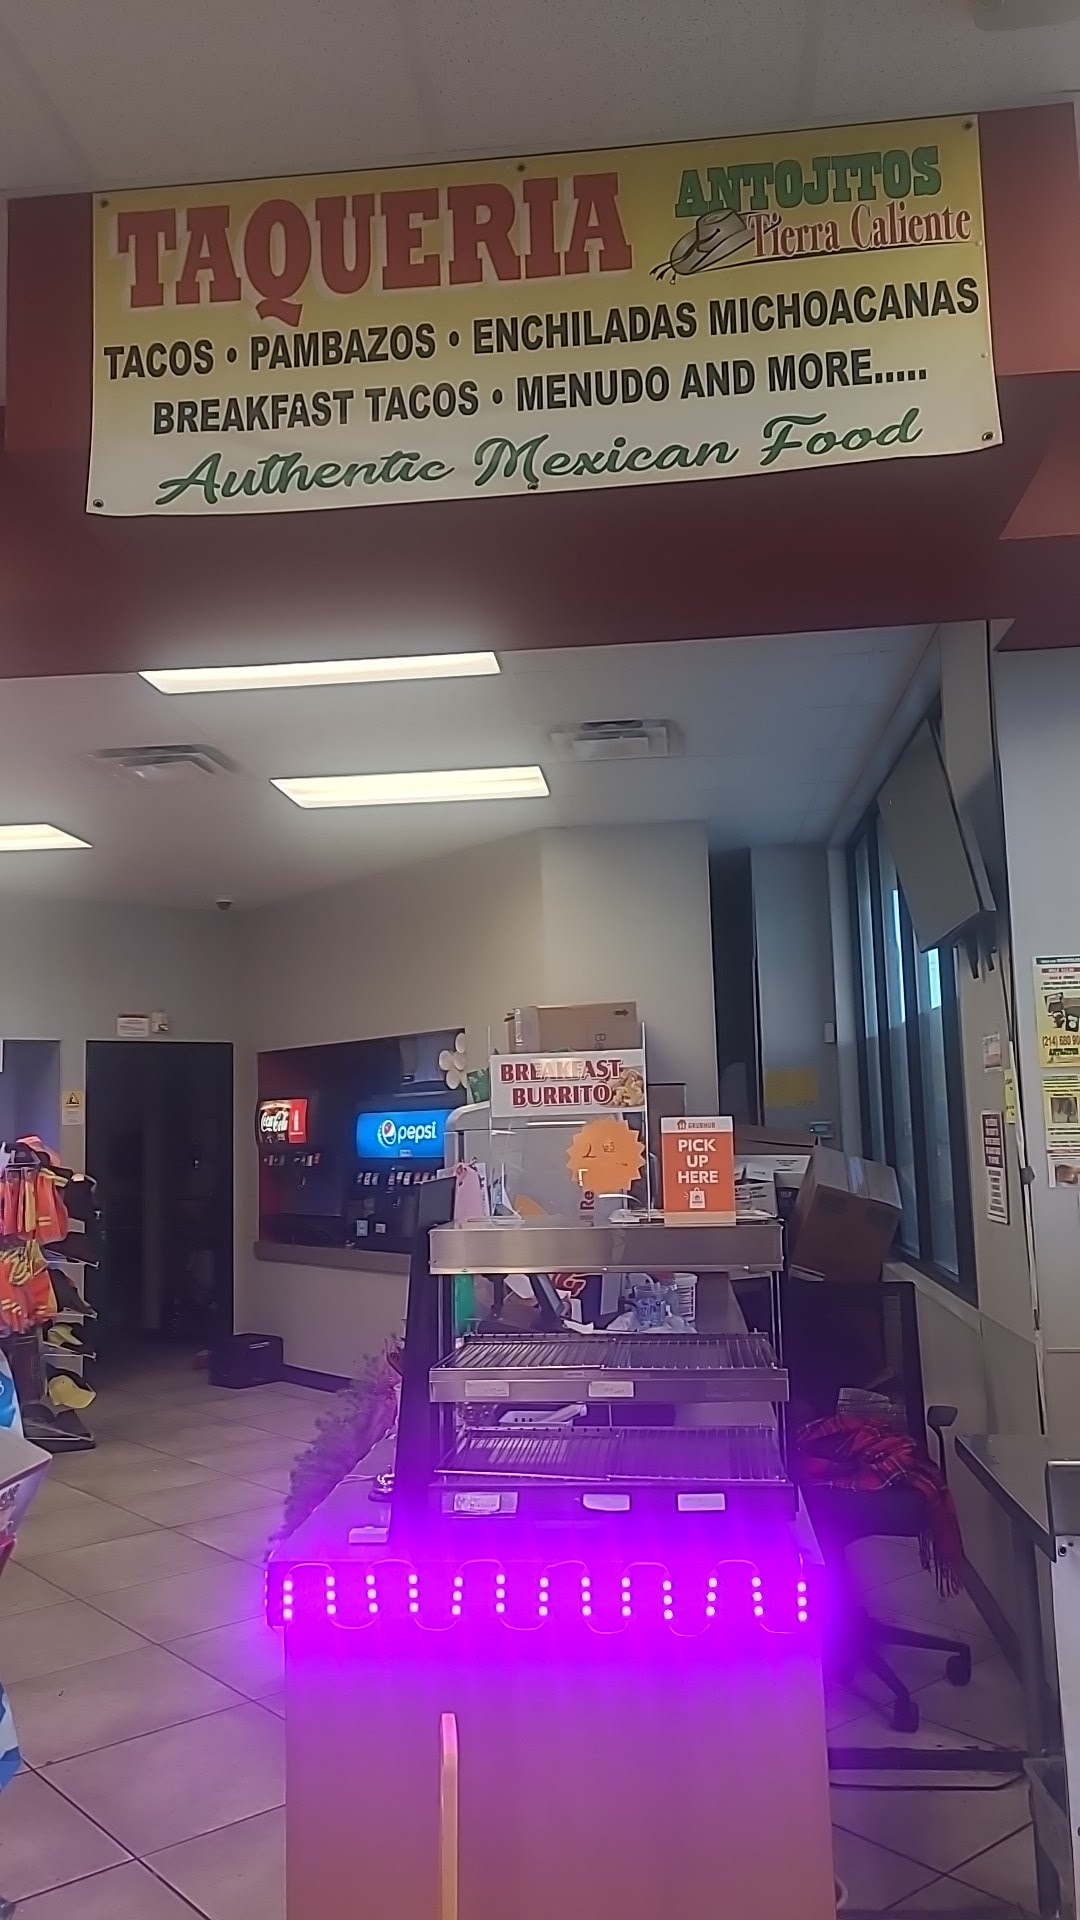 TAQUERIA
ANTOJITOS
Tierra Caliente
TACOS • PAMBAZOS • ENCHILADAS MICHOACANAS
BREAKFAST TACOS • MENUDO AND MORE.....
Authentic Mexican Food
BREAKFAST
BURRITO
GRUBHUB
PICK
UP
HERE
Coca-Cola
pepsi